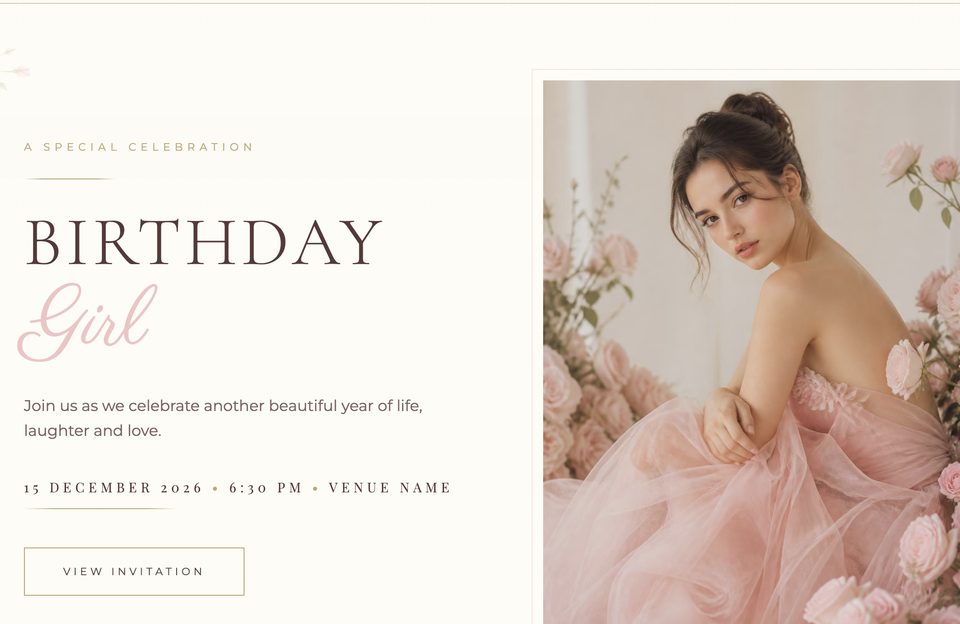 A SPECIAL CELEBRATION
BIRTHDAY
Girl
Join us as we celebrate another beautiful year of life,
laughter and love.
15 DECEMBER 2026 • 6:30 PM • VENUE NAME
VIEW INVITATION